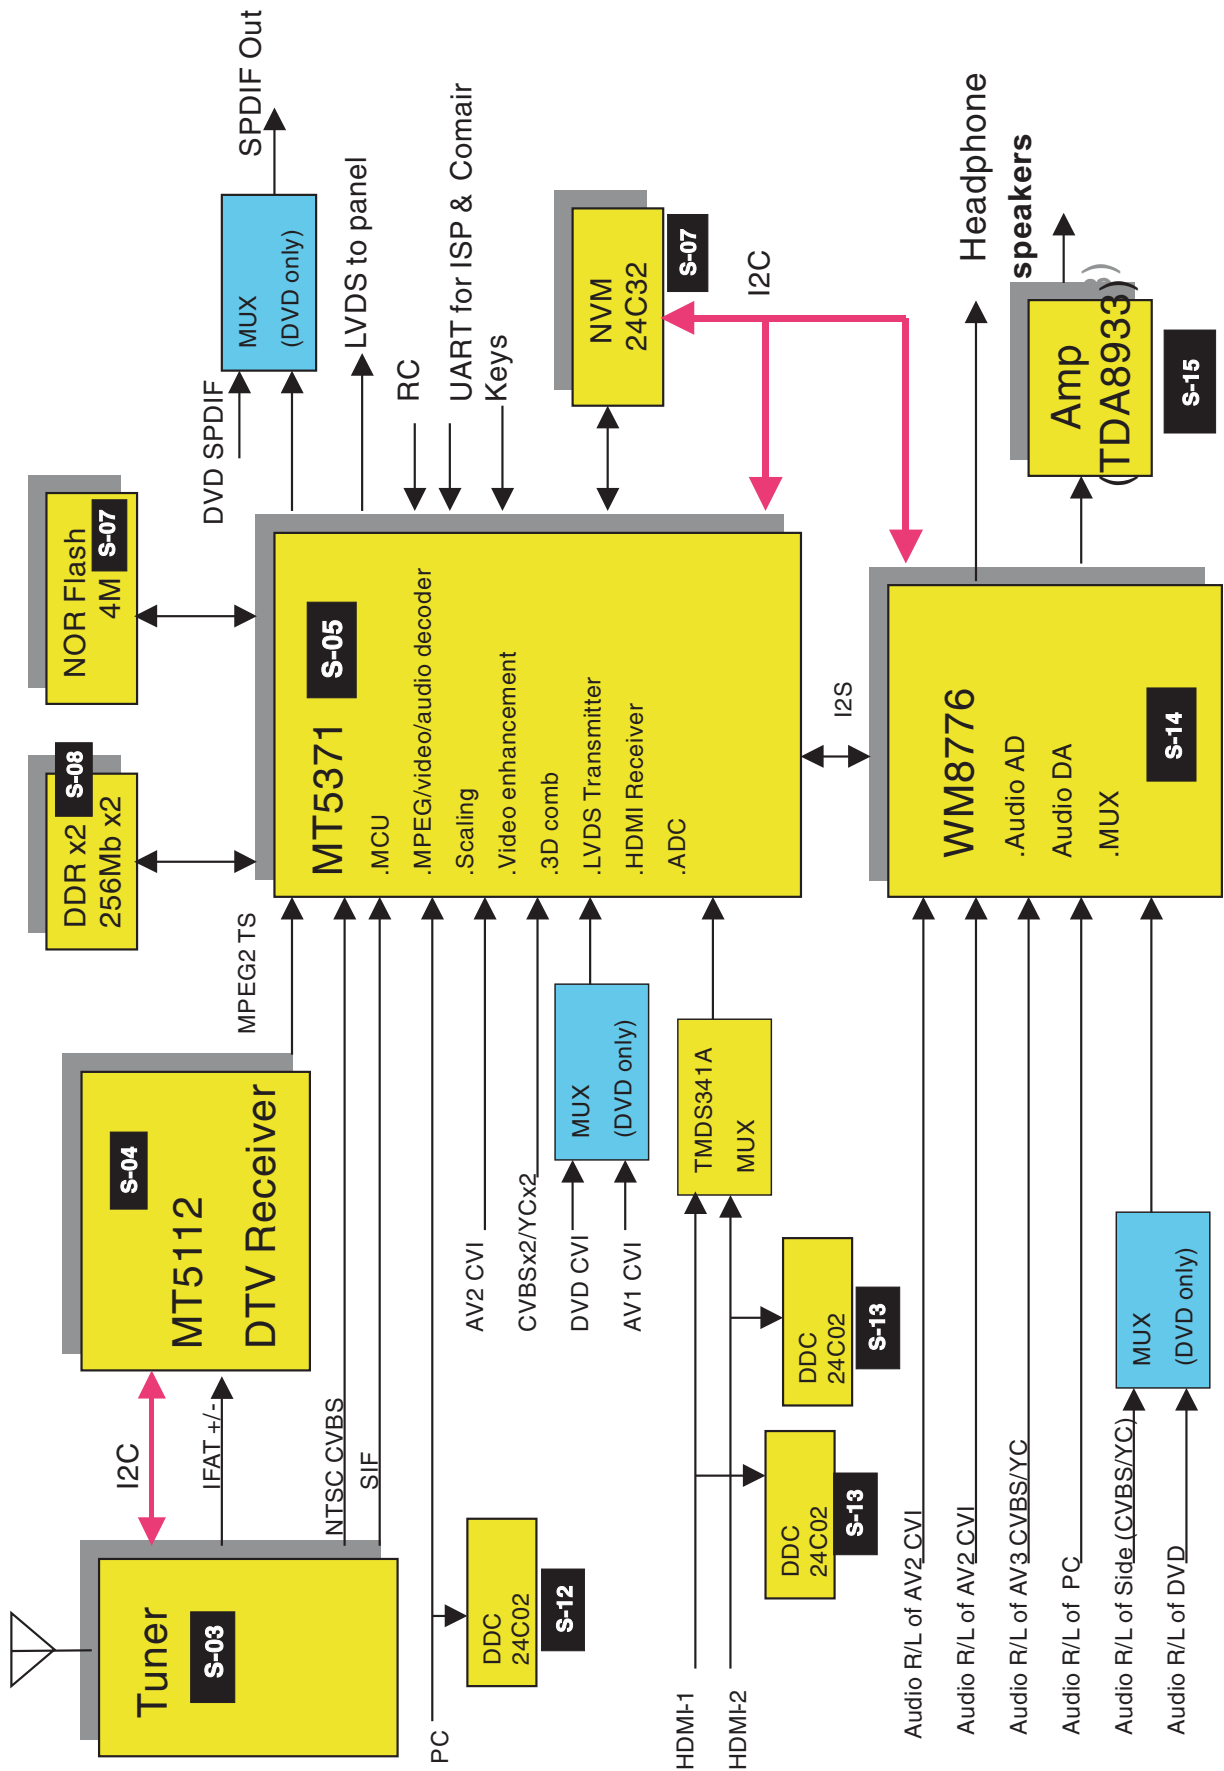 Tuner
S-03
I2C
IFAT +/-
NTSC CVBS
SIF
S-04
MT5112
DTV Receiver
MPEG2 TS
DDR x2
256Mb x2
S-08
NOR Flash
4M
S-07
DVD SPDIF
MUX
(DVD only)
SPDIF Out
LVDS to panel
RC
UART for ISP & Comair
Keys
NVM
24C32
S-07
I2C
MT5371
S-05
.MCU
.MPEG/video/audio decoder
.Scaling
.Video enhancement
.3D comb
.LVDS Transmitter
.HDMI Receiver
.ADC
PC
DDC
24C02
S-12
AV2 CVI
CVBSx2/YCx2
DVD CVI
AV1 CVI
MUX
(DVD only)
TMDS341A
MUX
HDMI-1
HDMI-2
DDC
24C02
S-13
DDC
24C02
S-13
I2S
WM8776
.Audio AD
Audio DA
.MUX
S-14
Audio R/L of AV2 CVI
Audio R/L of AV2 CVI
Audio R/L of AV3 CVBS/YC
Audio R/L of PC
Audio R/L of Side (CVBS/YC)
Audio R/L of DVD
MUX
(DVD only)
Headphone
speakers
Amp
(TDA8933)
S-15